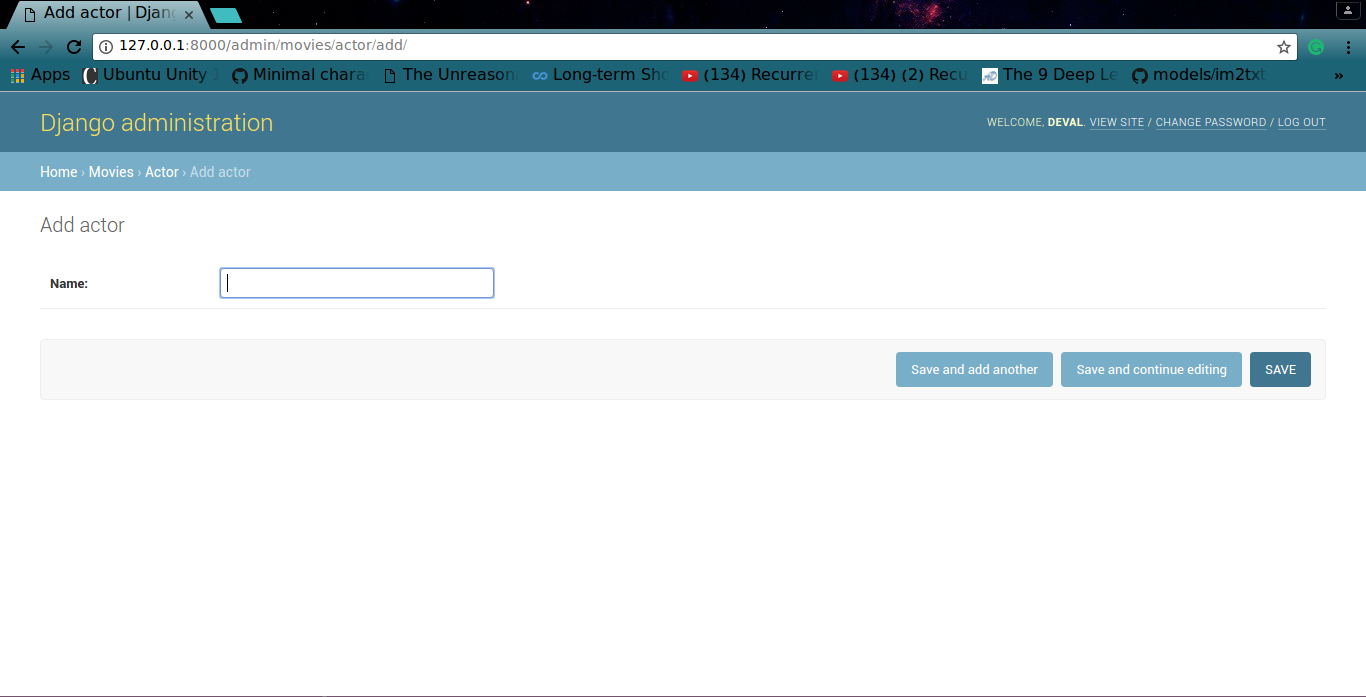 Add actor | Djan
127.0.0.1:8000/admin/movies/actor/add/
Apps Ubuntu Unity Minimal chara The Unreason Long-term Sho (134) Recurre (134) (2) Recu The 9 Deep Le models/im2txt »
Django administration
WELCOME, DEVAL. VIEW SITE / CHANGE PASSWORD / LOG OUT
Home › Movies › Actor › Add actor
Add actor
Name:
Save and add another Save and continue editing SAVE